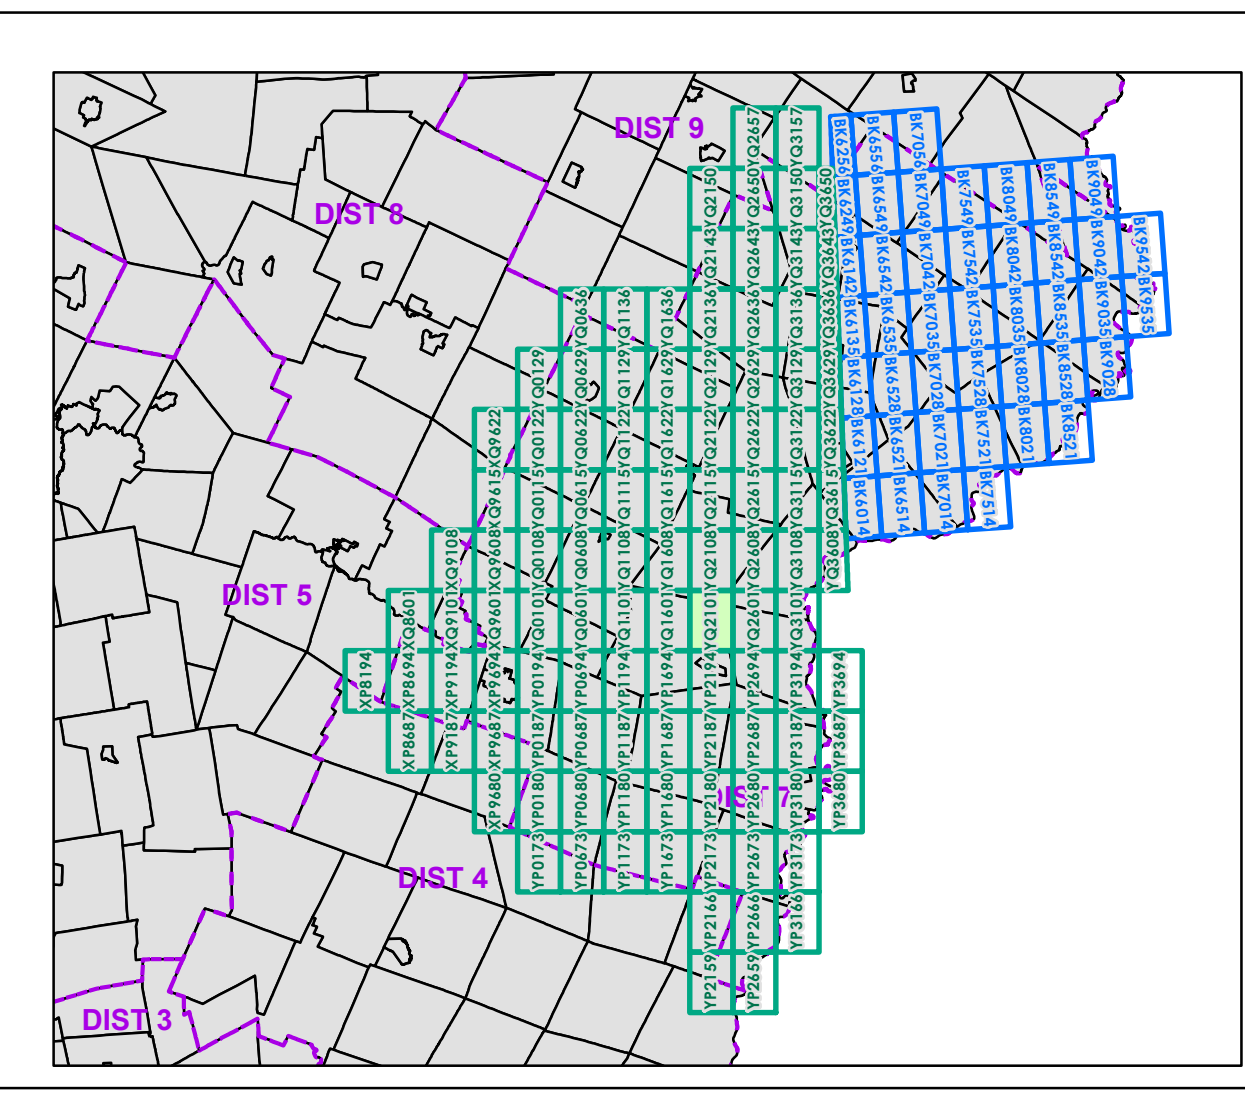 DIST 9
DIST 8
DIST 5
DIST 7
DIST 4
DIST 3
YQ2657 YQ3157
YQ2150 YQ2650 YQ3150 YQ3650
YQ2143 YQ2643 YQ3143 YQ3643
YQ0636 YQ1136 YQ1636 YQ2136 YQ2636 YQ3136 YQ3636
YQ0129 YQ0629 YQ1129 YQ1629 YQ2129 YQ2629 YQ3129 YQ3629
XQ9622 YQ0122 YQ0622 YQ1122 YQ1622 YQ2122 YQ2622 YQ3122 YQ3622
XQ9615 YQ0115 YQ0615 YQ1115 YQ1615 YQ2115 YQ2615 YQ3115 YQ3615
XQ9108 XQ9608 YQ0108 YQ0608 YQ1108 YQ1608 YQ2108 YQ2608 YQ3108 YQ3608
XQ8601 XQ9101 XQ9601 YQ0101 YQ0601 YQ1101 YQ1601 YQ2101 YQ2601 YQ3101
XP8194 XP8694 XP9194 XP9694 YP0194 YP0694 YP1194 YP1694 YP2194 YP2694 YP3194 YP3694
XP8687 XP9187 XP9687 YP0187 YP0687 YP1187 YP1687 YP2187 YP2687 YP3187 YP3687
XP9680 YP0180 YP0680 YP1180 YP1680 YP2180 YP2680 YP3180 YP3680
YP0173 YP0673 YP1173 YP1673 YP2173 YP2673 YP3173
YP2166 YP2666 YP3166
YP2159 YP2659
BK6256 BK6556 BK7056
BK6249 BK6549 BK7049 BK7549 BK8049 BK8549 BK9049
BK6142 BK6542 BK7042 BK7542 BK8042 BK8542 BK9042 BK9542
BK6135 BK6535 BK7035 BK7535 BK8035 BK8535 BK9035 BK9535
BK6128 BK6528 BK7028 BK7528 BK8028 BK8528 BK9028
BK6121 BK6521 BK7021 BK7521 BK8021 BK8521
BK6014 BK6514 BK7014 BK7514